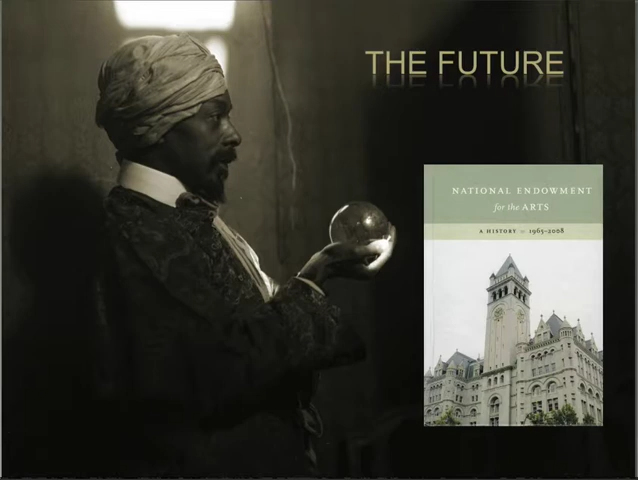 THE FUTURE
NATIONAL ENDOWMENT
for the ARTS
A HISTORY 1965–2008